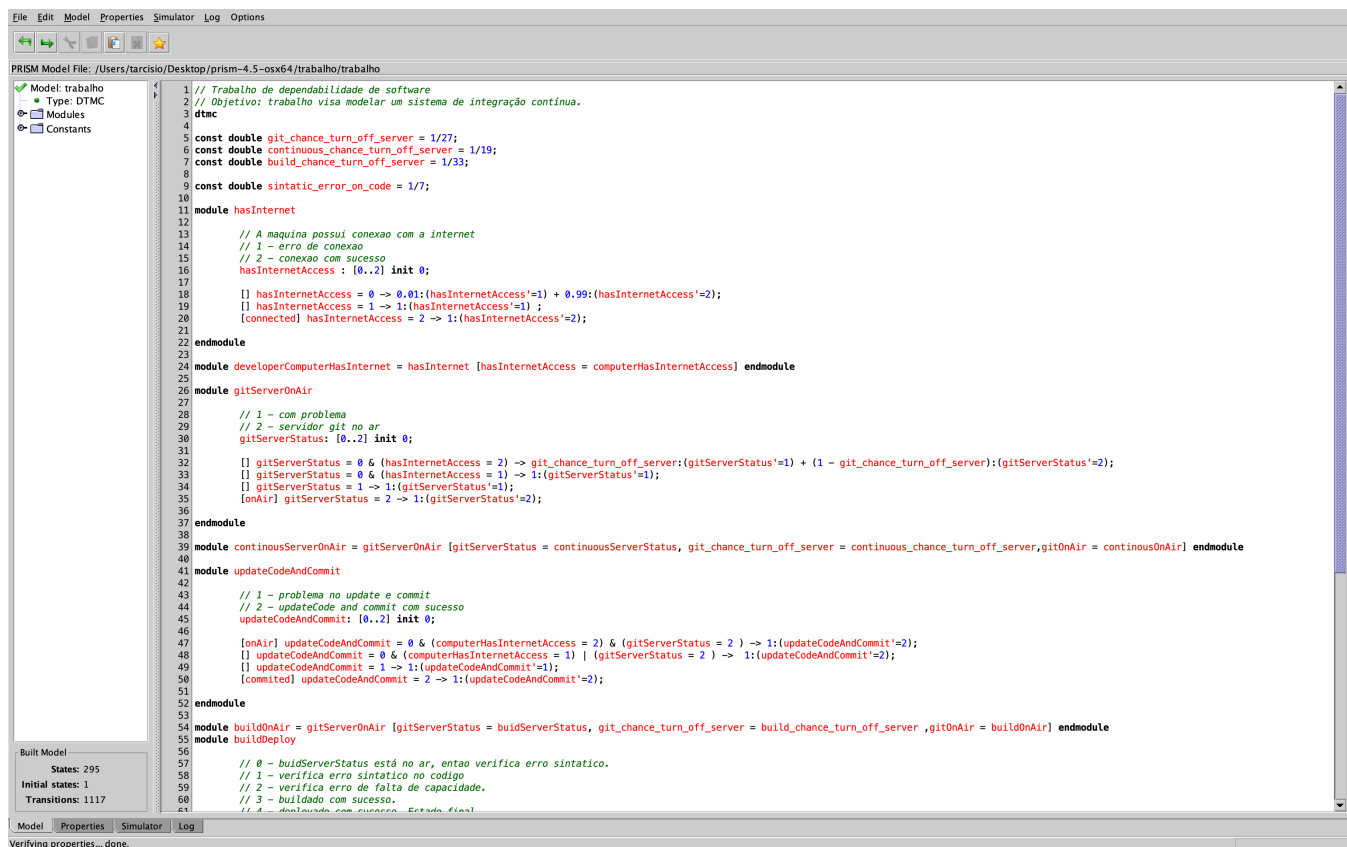 File Edit Model Properties Simulator Log Options
PRISM Model File: /Users/tarcisio/Desktop/prism-4.5-osx64/trabalho/trabalho
Model: trabalho
Type: DTMC
Modules
Constants
1 // Trabalho de dependabilidade de software
2 // Objetivo: trabalho visa modelar um sistema de integração contínua.
3 dtmc
4
5 const double git_chance_turn_off_server = 1/27;
6 const double continuous_chance_turn_off_server = 1/19;
7 const double build_chance_turn_off_server = 1/33;
8
9 const double sintatic_error_on_code = 1/7;
10
11 module hasInternet
12
13 // A maquina possui conexao com a internet
14 // 1 - erro de conexao
15 // 2 - conexao com sucesso
16 hasInternetAccess : [0..2] init 0;
17
18 [] hasInternetAccess = 0 -> 0.01:(hasInternetAccess'=1) + 0.99:(hasInternetAccess'=2);
19 [] hasInternetAccess = 1 -> 1:(hasInternetAccess'=1) ;
20 [connected] hasInternetAccess = 2 -> 1:(hasInternetAccess'=2);
21
22 endmodule
23
24 module developerComputerHasInternet = hasInternet [hasInternetAccess = computerHasInternetAccess] endmodule
25
26 module gitServerOnAir
27
28 // 1 - com problema
29 // 2 - servidor git no ar
30 gitServerStatus: [0..2] init 0;
31
32 [] gitServerStatus = 0 & (hasInternetAccess = 2) -> git_chance_turn_off_server:(gitServerStatus'=1) + (1 - git_chance_turn_off_server):(gitServerStatus'=2);
33 [] gitServerStatus = 0 & (hasInternetAccess = 1) -> 1:(gitServerStatus'=1);
34 [] gitServerStatus = 1 -> 1:(gitServerStatus'=1);
35 [onAir] gitServerStatus = 2 -> 1:(gitServerStatus'=2);
36
37 endmodule
38
39 module continousServerOnAir = gitServerOnAir [gitServerStatus = continuousServerStatus, git_chance_turn_off_server = continuous_chance_turn_off_server,gitOnAir = continousOnAir] endmodule
40
41 module updateCodeAndCommit
42
43 // 1 - problema no update e commit
44 // 2 - updateCode and commit com sucesso
45 updateCodeAndCommit: [0..2] init 0;
46
47 [onAir] updateCodeAndCommit = 0 & (computerHasInternetAccess = 2) & (gitServerStatus = 2 ) -> 1:(updateCodeAndCommit'=2);
48 [] updateCodeAndCommit = 0 & (computerHasInternetAccess = 1) | (gitServerStatus = 2 ) -> 1:(updateCodeAndCommit'=2);
49 [] updateCodeAndCommit = 1 -> 1:(updateCodeAndCommit'=1);
50 [commited] updateCodeAndCommit = 2 -> 1:(updateCodeAndCommit'=2);
51
52 endmodule
53
54 module buildOnAir = gitServerOnAir [gitServerStatus = buidServerStatus, git_chance_turn_off_server = build_chance_turn_off_server ,gitOnAir = buildOnAir] endmodule
55 module buildDeploy
56
57 // 0 - buidServerStatus está no ar, entao verifica erro sintatico.
58 // 1 - verifica erro sintatico no codigo
59 // 2 - verifica erro de falta de capacidade.
60 // 3 - buildado com sucesso.
61 // 4 - deployado com sucesso. Estado final
Built Model
States: 295
Initial states: 1
Transitions: 1117
Model Properties Simulator Log
Verifying properties... done.